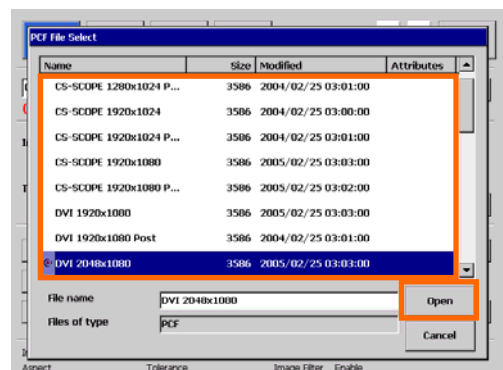 PCF File Select
Name Size Modified Attributes
CS-SCOPE 1280x1024 P... 3586 2004/02/25 03:01:00
CS-SCOPE 1920x1024 3586 2004/02/25 03:00:00
CS-SCOPE 1920x1024 P... 3586 2004/02/25 03:01:00
CS-SCOPE 1920x1080 3586 2005/02/25 03:03:00
CS-SCOPE 1920x1080 P... 3586 2005/02/25 03:02:00
DVI 1920x1080 3586 2005/02/25 03:03:00
DVI 1920x1080 Post 3586 2004/02/25 03:01:00
DVI 2048x1080 3586 2005/02/25 03:03:00
File name DVI 2048x1080 Open
Files of type PCF
Cancel
Aspect Tolerance Image Filter Enable